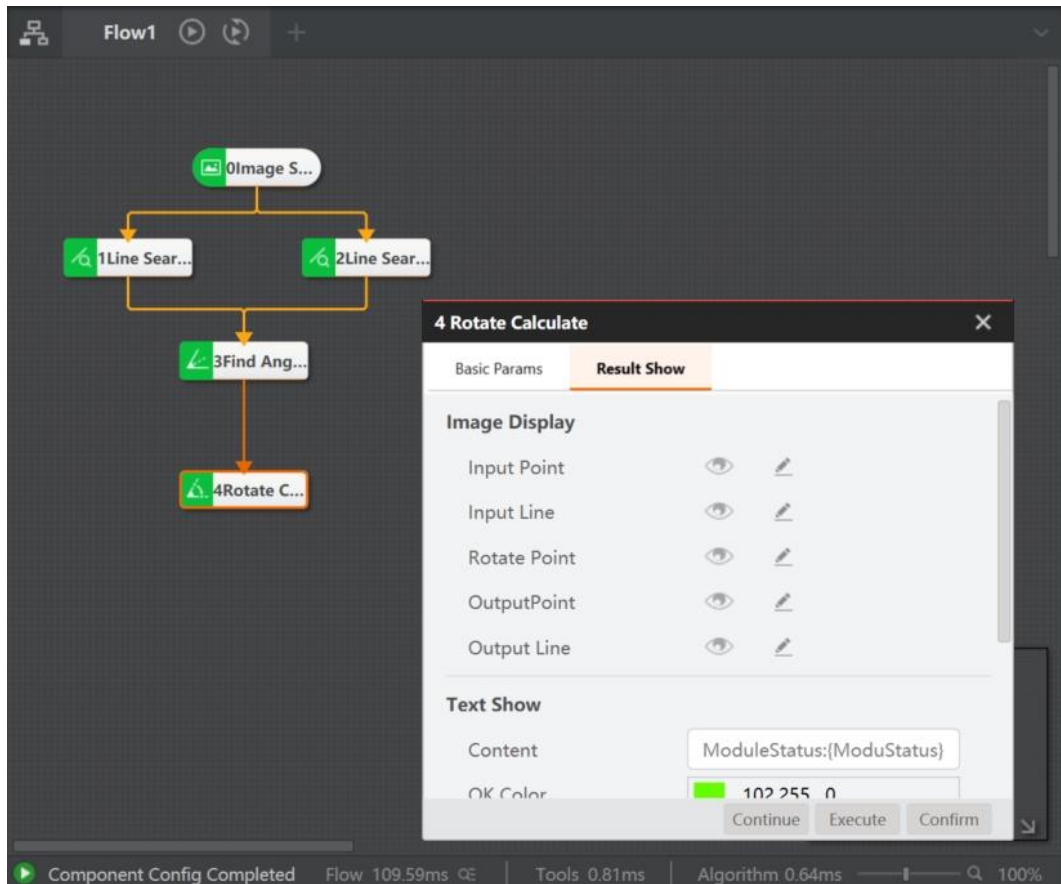 Flow1
0Image S...
1Line Sear...
2Line Sear...
3Find Ang...
4Rotate C...
4 Rotate Calculate
Basic Params
Result Show
Image Display
Input Point
Input Line
Rotate Point
OutputPoint
Output Line
Text Show
Content
ModuleStatus:{ModuStatus}
OK Color
102,255, 0
Continue
Execute
Confirm
Component Config Completed
Flow 109.59ms
Tools 0.81ms
Algorithm 0.64ms
100%